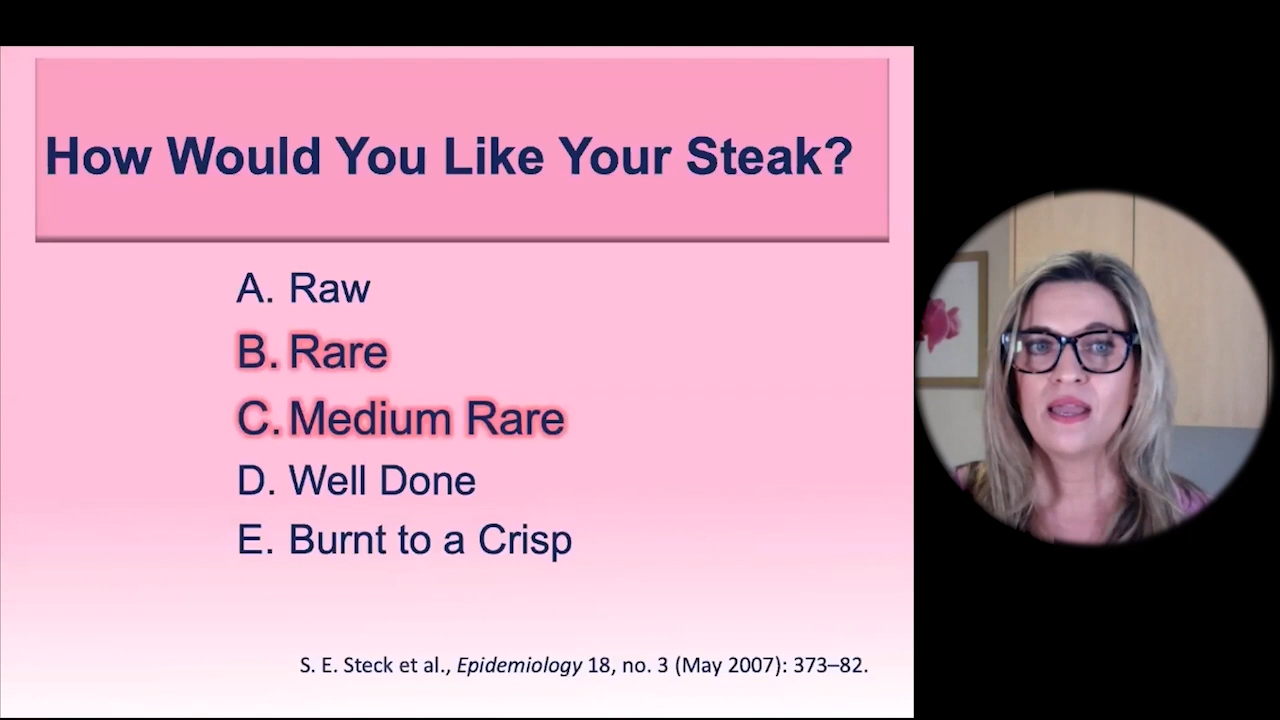 How Would You Like Your Steak?
A. Raw
B. Rare
C. Medium Rare
D. Well Done
E. Burnt to a Crisp
S. E. Steck et al., Epidemiology 18, no. 3 (May 2007): 373–82.